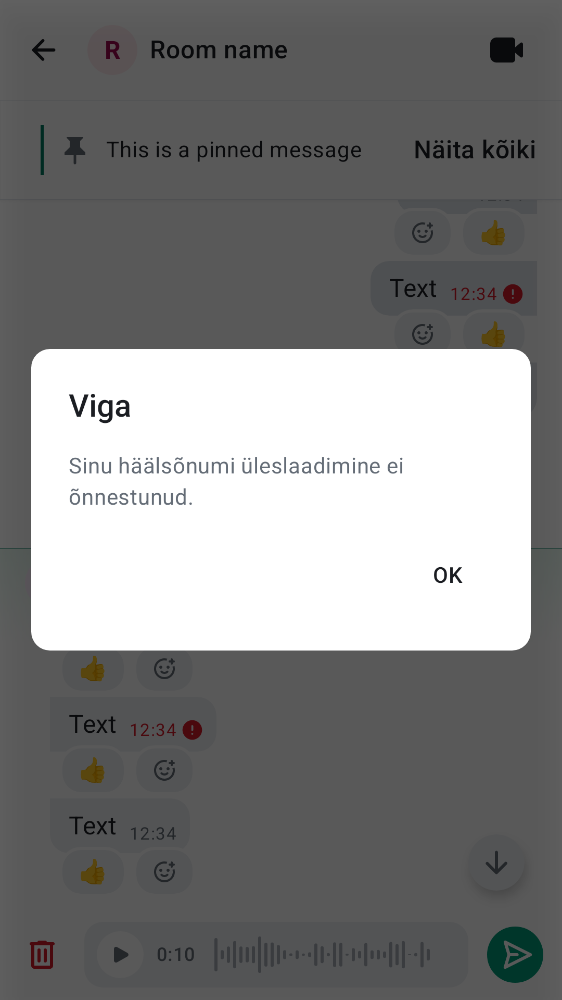 R Room name
This is a pinned message Näita kõiki
Text 12:34
Viga
Sinu häälsõnumi üleslaadimine ei
õnnestunud.
OK
Text 12:34
Text 12:34
0:10